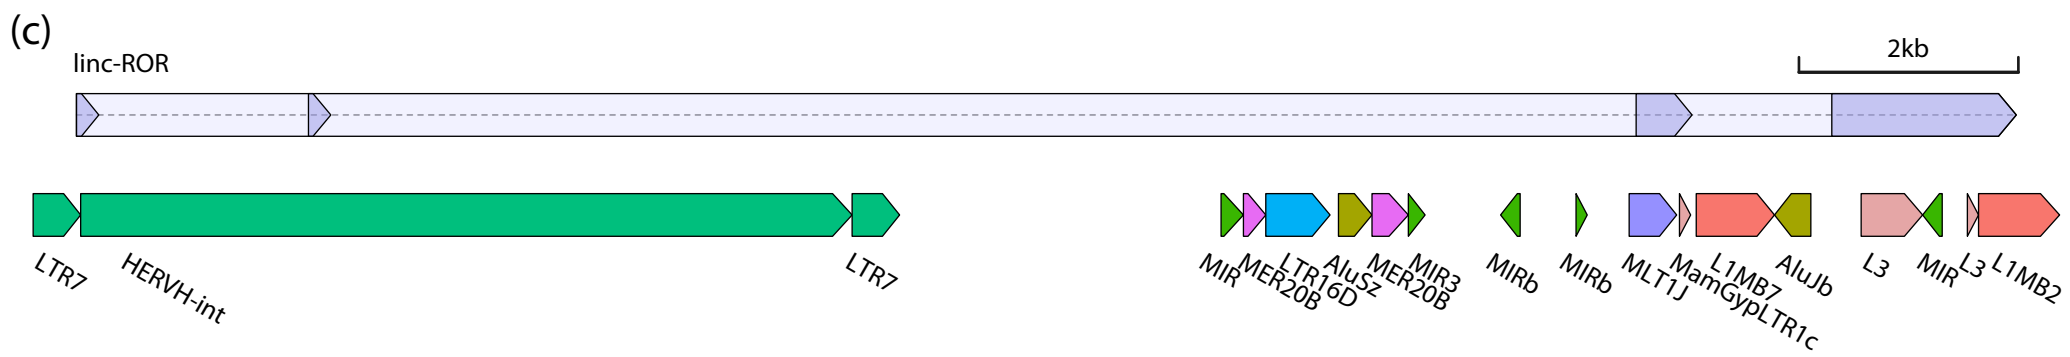 (c)
linc-ROR
2kb
LTR7
HERVH-int
LTR7
MIR
MER20B
LTR16D
AluSz
MER20B
MIR3
MIRb
MIRb
MLT1J
MamGypLTR1c
L1MB7
AluJb
L3
MIR
L3
L1MB2